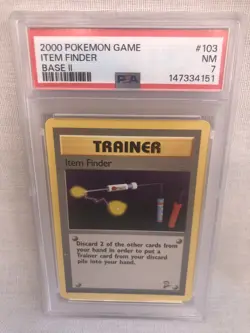 2000 POKEMON GAME #103
ITEM FINDER NM
BASE II 7
PSA 147334151
TRAINER
Item Finder
Discard 2 of the other cards from
your hand in order to put a
Trainer card from your discard
pile into your hand.